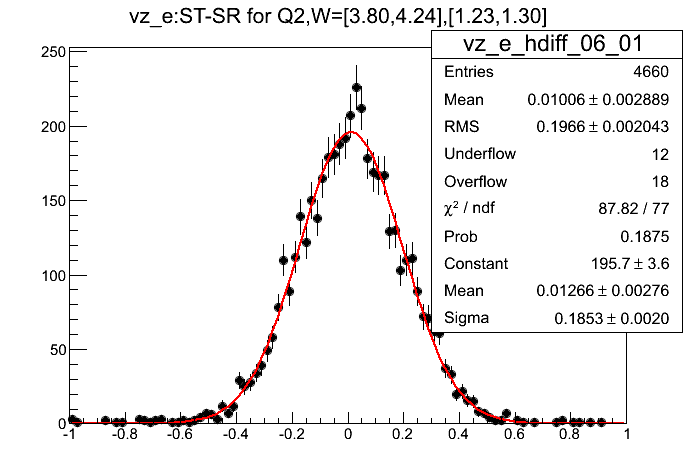 vz_e:ST-SR for Q2,W=[3.80,4.24],[1.23,1.30]
vz_e_hdiff_06_01
Entries 4660
Mean 0.01006 ± 0.002889
RMS 0.1966 ± 0.002043
Underflow 12
Overflow 18
χ² / ndf 87.82 / 77
Prob 0.1875
Constant 195.7 ± 3.6
Mean 0.01266 ± 0.00276
Sigma 0.1853 ± 0.0020
250
200
150
100
50
0
-1 -0.8 -0.6 -0.4 -0.2 0 0.2 0.4 0.6 0.8 1